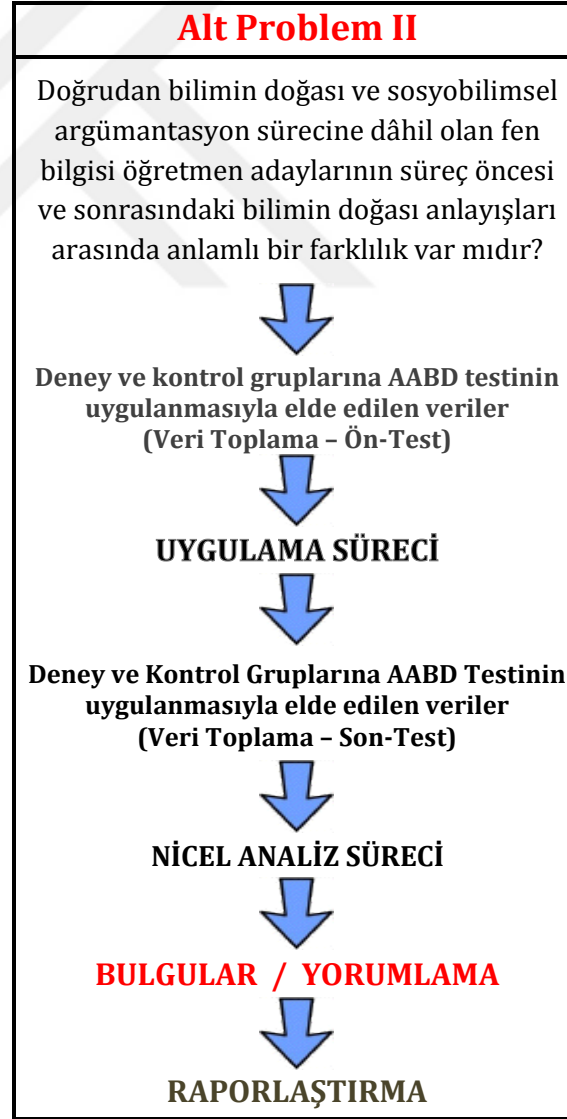 Alt Problem II
Doğrudan bilimin doğası ve sosyobilimsel
argümantasyon sürecine dâhil olan fen
bilgisi öğretmen adaylarının süreç öncesi
ve sonrasındaki bilimin doğası anlayışları
arasında anlamlı bir farklılık var mıdır?
Deney ve kontrol gruplarına AABD testinin
uygulanmasıyla elde edilen veriler
(Veri Toplama – Ön-Test)
UYGULAMA SÜRECİ
Deney ve Kontrol Gruplarına AABD Testinin
uygulanmasıyla elde edilen veriler
(Veri Toplama – Son-Test)
NİCEL ANALİZ SÜRECİ
BULGULAR / YORUMLAMA
RAPORLAŞTIRMA